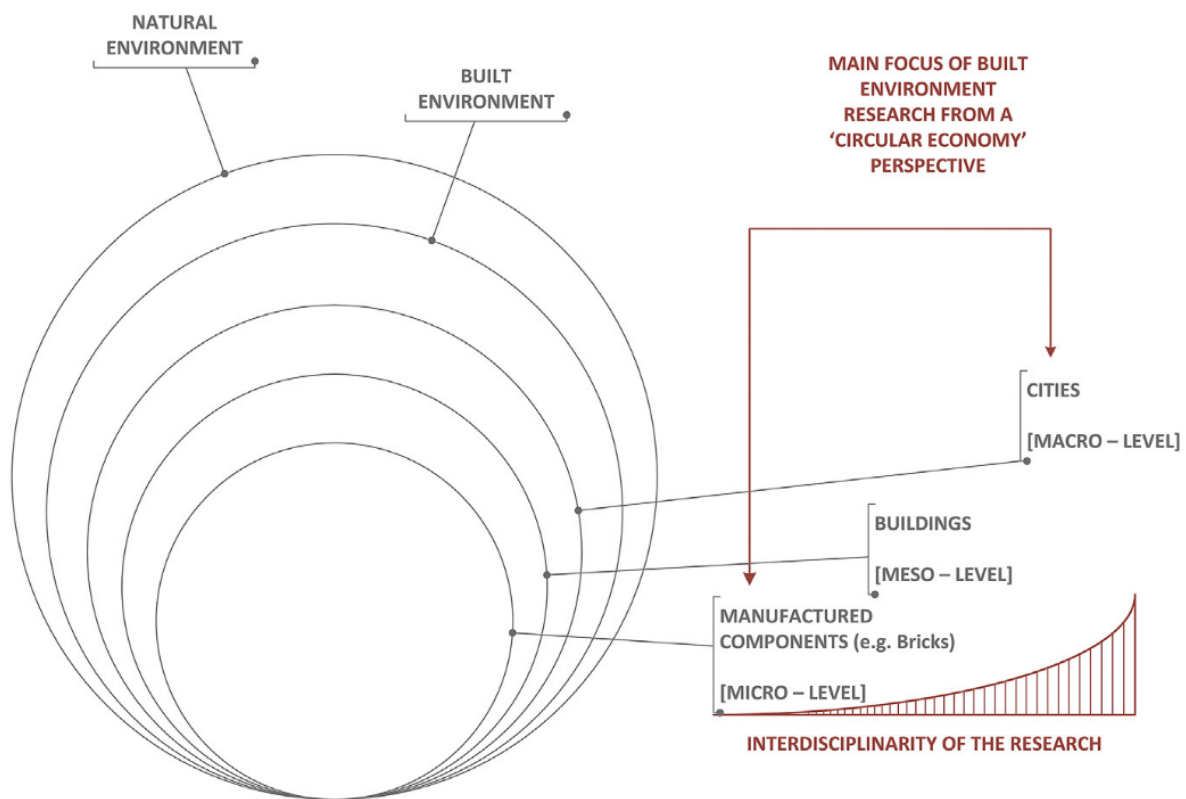 NATURAL
ENVIRONMENT
BUILT
ENVIRONMENT
MAIN FOCUS OF BUILT
ENVIRONMENT
RESEARCH FROM A
‘CIRCULAR ECONOMY’
PERSPECTIVE
CITIES
[MACRO – LEVEL]
BUILDINGS
[MESO – LEVEL]
MANUFACTURED
COMPONENTS (e.g. Bricks)
[MICRO – LEVEL]
INTERDISCIPLINARITY OF THE RESEARCH